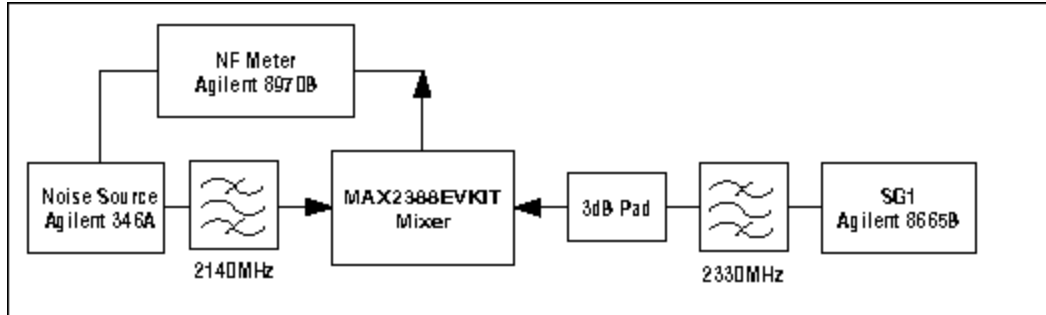 NF Meter
Agilent 8970B
Noise Source
Agilent 346A
2140MHz
MAX2388EVKIT
Mixer
3dB Pad
2330MHz
SG1
Agilent 8665B